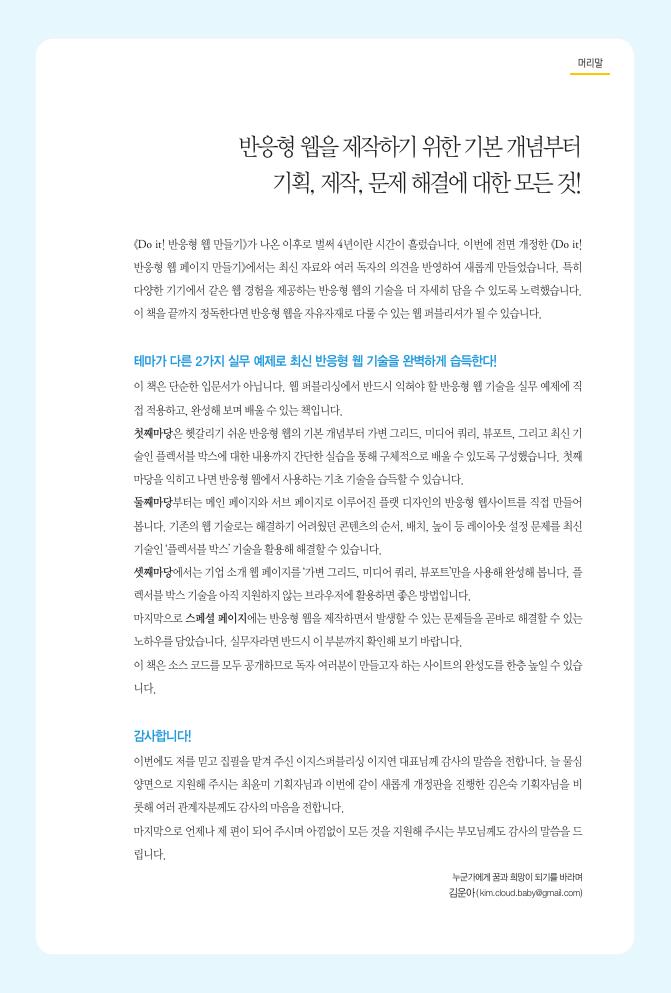 머리말
반응형 웹을 제작하기 위한 기본 개념부터
기획, 제작, 문제 해결에 대한 모든 것!
《Do it! 반응형 웹 만들기》가 나온 이후로 벌써 4년이란 시간이 흘렀습니다. 이번에 전면 개정한 《Do it!
반응형 웹 페이지 만들기》에서는 최신 자료와 여러 독자의 의견을 반영하여 새롭게 만들었습니다. 특히
다양한 기기에서 같은 웹 경험을 제공하는 반응형 웹의 기술을 더 자세히 담을 수 있도록 노력했습니다.
이 책을 끝까지 정독한다면 반응형 웹을 자유자재로 다룰 수 있는 웹 퍼블리셔가 될 수 있습니다.
테마가 다른 2가지 실무 예제로 최신 반응형 웹 기술을 완벽하게 습득한다!
이 책은 단순한 입문서가 아닙니다. 웹 퍼블리싱에서 반드시 익혀야 할 반응형 웹 기술을 실무 예제에 직
접 적용하고, 완성해 보며 배울 수 있는 책입니다.
첫째마당은 헷갈리기 쉬운 반응형 웹의 기본 개념부터 가변 그리드, 미디어 쿼리, 뷰포트, 그리고 최신 기
술인 플렉서블 박스에 대한 내용까지 간단한 실습을 통해 구체적으로 배울 수 있도록 구성했습니다. 첫째
마당을 익히고 나면 반응형 웹에서 사용하는 기초 기술을 습득할 수 있습니다.
둘째마당부터는 메인 페이지와 서브 페이지로 이루어진 플랫 디자인의 반응형 웹사이트를 직접 만들어
봅니다. 기존의 웹 기술로는 해결하기 어려웠던 콘텐츠의 순서, 배치, 높이 등 레이아웃 설정 문제를 최신
기술인 '플렉서블 박스' 기술을 활용해 해결할 수 있습니다.
셋째마당에서는 기업 소개 웹 페이지를 '가변 그리드, 미디어 쿼리, 뷰포트'만을 사용해 완성해 봅니다. 플
렉서블 박스 기술을 아직 지원하지 않는 브라우저에 활용하면 좋은 방법입니다.
마지막으로 스페셜 페이지에는 반응형 웹을 제작하면서 발생할 수 있는 문제들을 곧바로 해결할 수 있는
노하우를 담았습니다. 실무자라면 반드시 이 부분까지 확인해 보기 바랍니다.
이 책은 소스 코드를 모두 공개하므로 독자 여러분이 만들고자 하는 사이트의 완성도를 한층 높일 수 있습
니다.
감사합니다!
이번에도 저를 믿고 집필을 맡겨 주신 이지스퍼블리싱 이지연 대표님께 감사의 말씀을 전합니다. 늘 물심
양면으로 지원해 주시는 최윤미 기획자님과 이번에 같이 새롭게 개정판을 진행한 김은숙 기획자님을 비
롯해 여러 관계자분께도 감사의 마음을 전합니다.
마지막으로 언제나 제 편이 되어 주시며 아낌없이 모든 것을 지원해 주시는 부모님께도 감사의 말씀을 드
립니다.
누군가에게 꿈과 희망이 되기를 바라며
김운아(kim.cloud.baby@gmail.com)